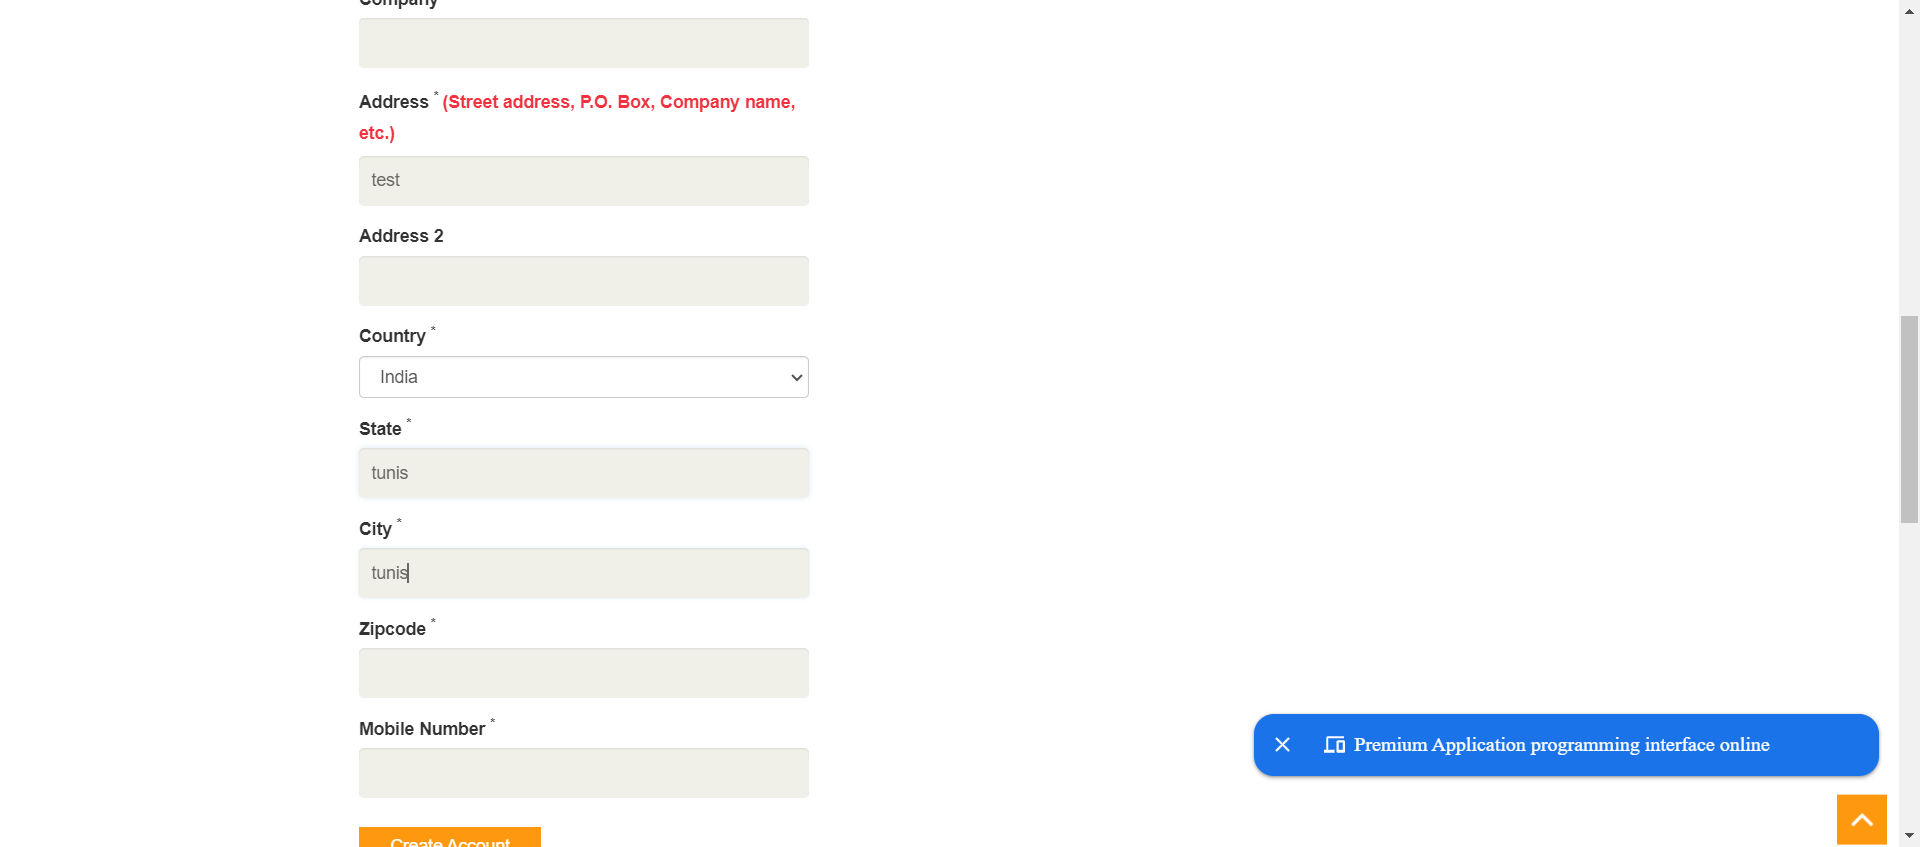 Company
Address * (Street address, P.O. Box, Company name,
etc.)
test
Address 2
Country *
India
State *
tunis
City *
tunis
Zipcode *
Mobile Number *
Premium Application programming interface online
Create Account